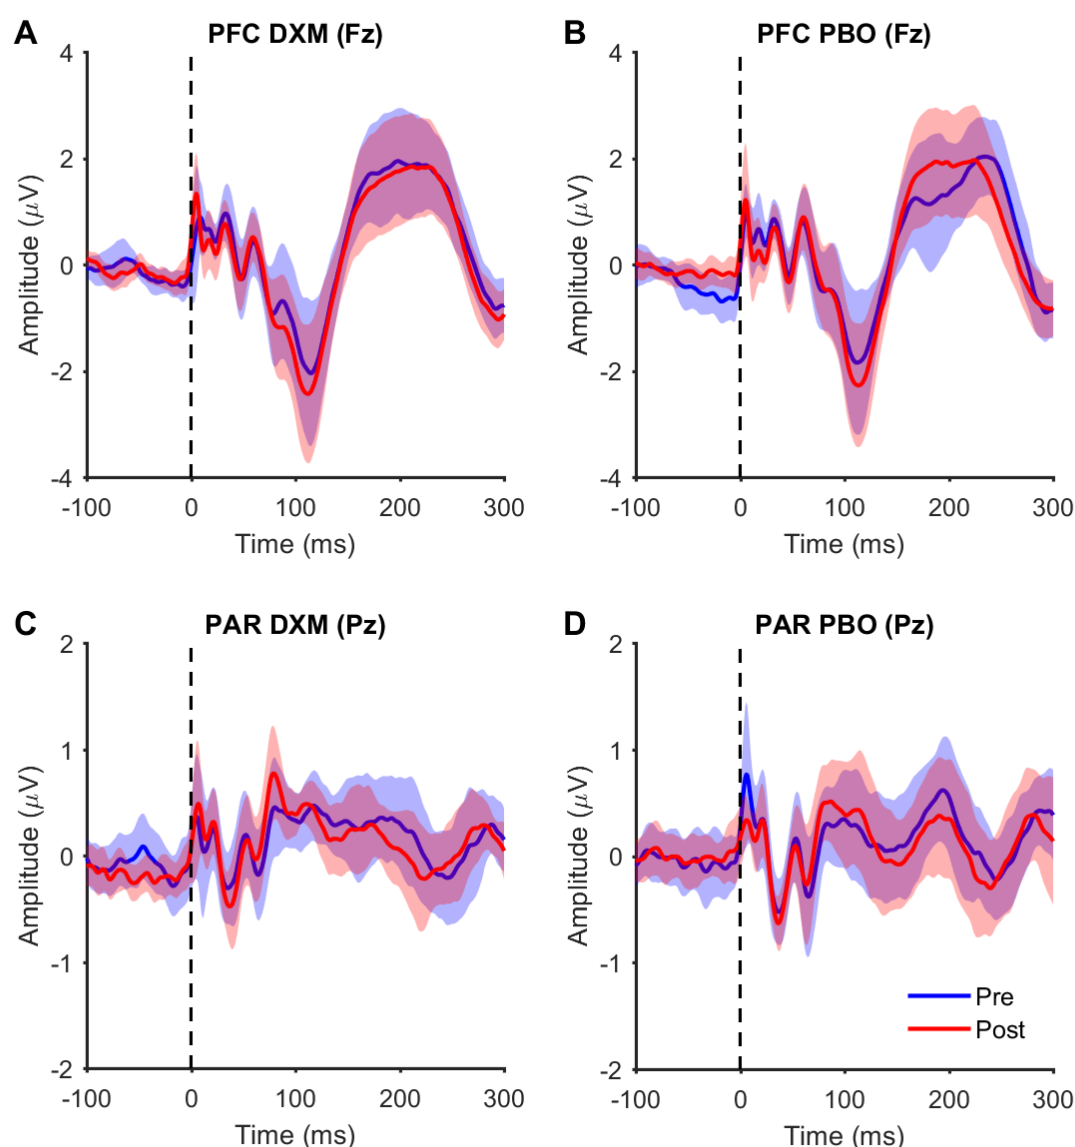 A
PFC DXM (Fz)
4
2
0
-2
-4
Amplitude (μV)
-100
0
100
200
300
Time (ms)
B
PFC PBO (Fz)
4
2
0
-2
-4
Amplitude (μV)
-100
0
100
200
300
Time (ms)
C
PAR DXM (Pz)
2
1
0
-1
-2
Amplitude (μV)
-100
0
100
200
300
Time (ms)
D
PAR PBO (Pz)
2
1
0
-1
-2
Amplitude (μV)
Pre
Post
-100
0
100
200
300
Time (ms)